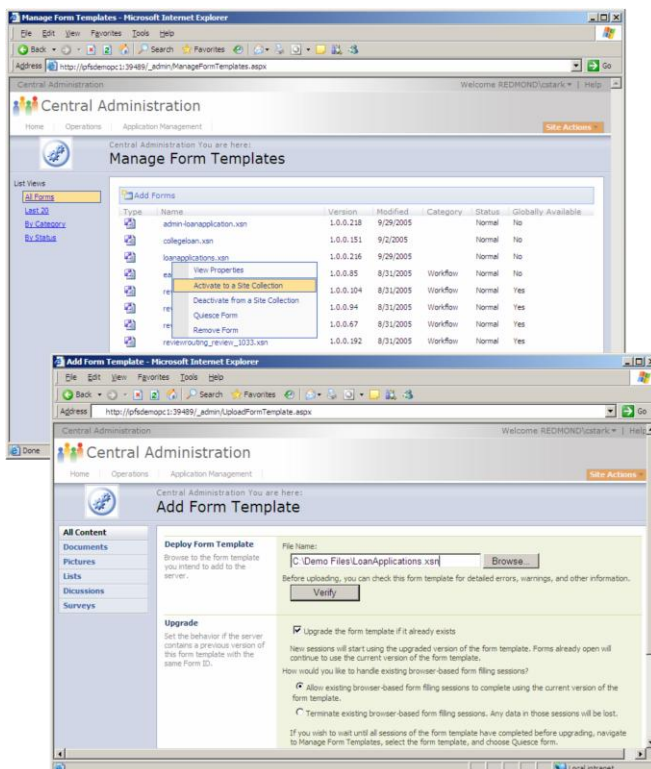 Manage Form Templates - Microsoft Internet Explorer
File Edit View Favorites Tools Help
Back Search Favorites
Address http://pfsdemopc1:39489/_admin/ManageFormTemplates.aspx Go
Central Administration Welcome REDMOND\cstark Help
Central Administration
Home Operations Application Management Site Actions
Central Administration You are here:
Manage Form Templates
List Views
All Forms
Last 20
By Category
By Status
Add Forms
Type Name Version Modified Category Status Globally Available
admin-loanapplication.xsn 1.0.0.218 9/29/2005 Normal No
collegeloan.xsn 1.0.0.151 9/2/2005 Normal No
loanapplications.xsn 1.0.0.216 9/29/2005 Normal No
ea 1.0.0.85 8/31/2005 Workflow Normal No
re 1.0.0.104 8/31/2005 Workflow Normal Yes
re 1.0.0.94 8/31/2005 Workflow Normal Yes
re 1.0.0.67 8/31/2005 Workflow Normal Yes
reviewrouting_review_1033.xsn 1.0.0.192 8/31/2005 Workflow Normal Yes
View Properties
Activate to a Site Collection
Deactivate from a Site Collection
Quiesce Form
Remove Form
Done
Add Form Template - Microsoft Internet Explorer
File Edit View Favorites Tools Help
Back Search Favorites
Address http://pfsdemopc1:39489/_admin/UploadFormTemplate.aspx Go
Central Administration Welcome REDMOND\cstark Help
Central Administration
Home Operations Application Management Site Actions
Central Administration You are here:
Add Form Template
All Content
Documents
Pictures
Lists
Dicussions
Surveys
Deploy Form Template
Browse to the form template
you intend to add to the
server.
File Name:
C:\Demo Files\LoanApplications.xsn Browse...
Before uploading, you can check this form template for detailed errors, warnings, and other information.
Verify
Upgrade
Set the behavior if the server
contains a previous version of
this form template with the
same Form ID.
Upgrade the form template if it already exists
New sessions will start using the upgraded version of the form template. Forms already open will
continue to use the current version of the form template.
How would you like to handle existing browser-based form filling sessions?
Allow existing browser-based form filling sessions to complete using the current version of the
form template.
Terminate existing browser-based form filling sessions. Any data in those sessions will be lost.
If you wish to wait until all sessions of the form template have completed before upgrading, navigate
to Manage Form Templates, select the form template, and choose Quiesce form.
Local intranet